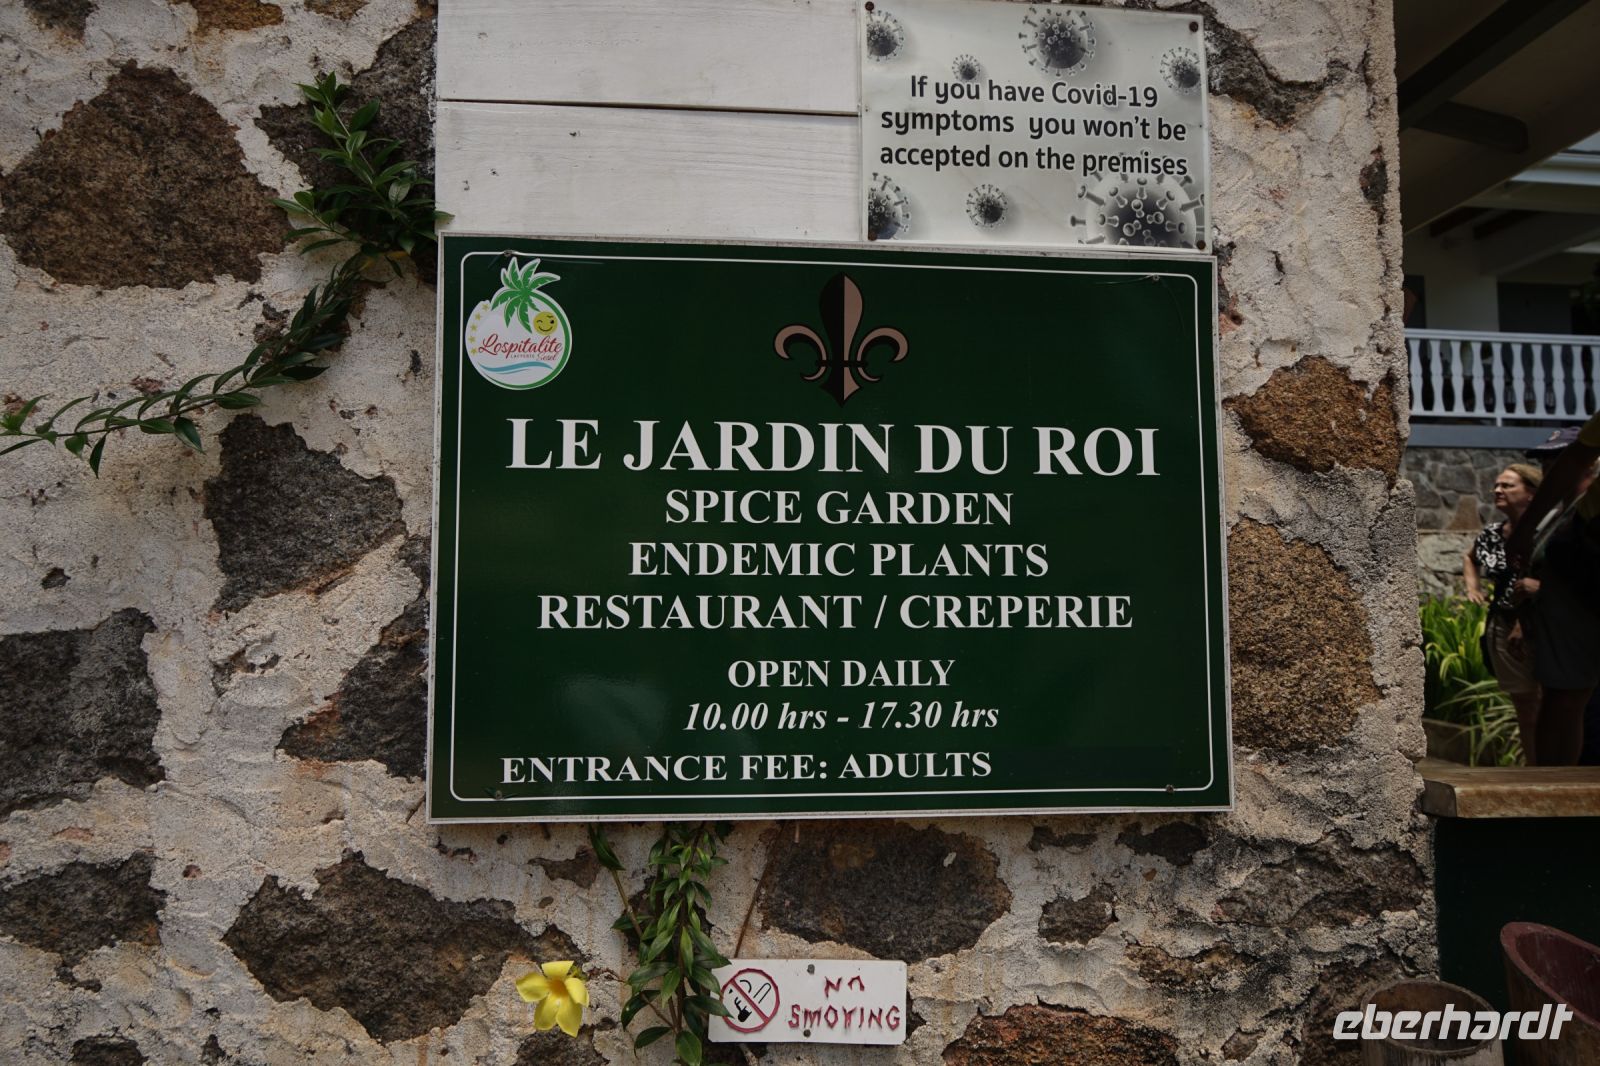 If you have Covid-19
symptoms you won't be
accepted on the premises
Lospitalite
LAFYERTE Sesel
LE JARDIN DU ROI
SPICE GARDEN
ENDEMIC PLANTS
RESTAURANT / CREPERIE
OPEN DAILY
10.00 hrs - 17.30 hrs
ENTRANCE FEE: ADULTS
NO
SMOKING
eberhardt